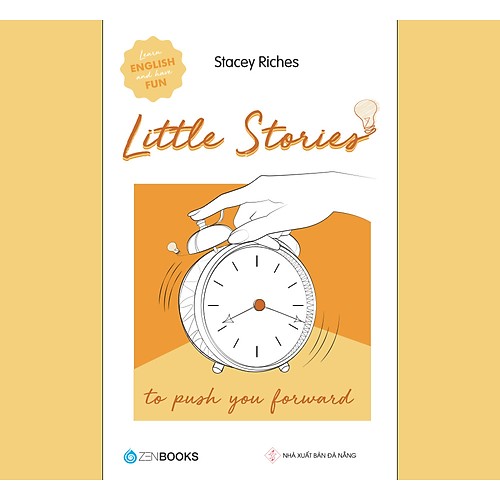 Learn
ENGLISH
and have
FUN
Stacey Riches
Little Stories
to push you forward
ZENBOOKS
NHÀ XUẤT BẢN ĐÀ NẴNG